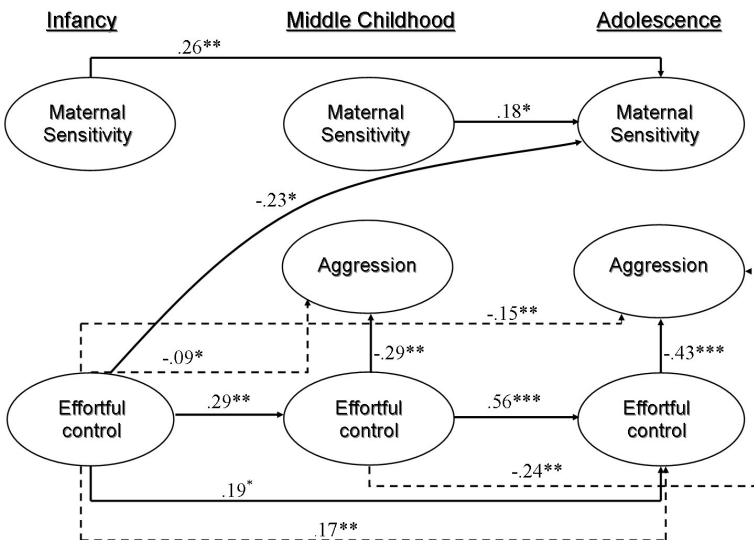 Infancy Middle Childhood Adolescence
.26**
Maternal
Sensitivity
Maternal
Sensitivity
.18*
Maternal
Sensitivity
-.23*
Aggression
Aggression
-.15**
-.09*
-.29**
-.43***
Effortful
control
.29**
Effortful
control
.56***
Effortful
control
-.24**
.19*
.17**